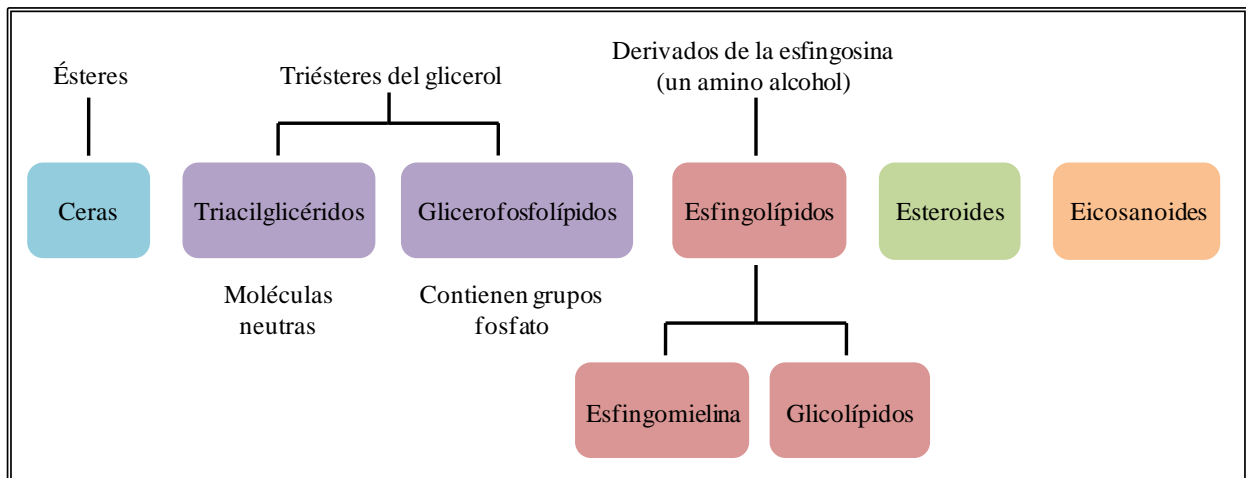 Ésteres
Triésteres del glicerol
Derivados de la esfingosina
(un amino alcohol)
Ceras
Triacilglicéridos
Glicerofosfolípidos
Esfingolípidos
Esteroides
Eicosanoides
Moléculas
neutras
Contienen grupos
fosfato
Esfingomielina
Glicolípidos